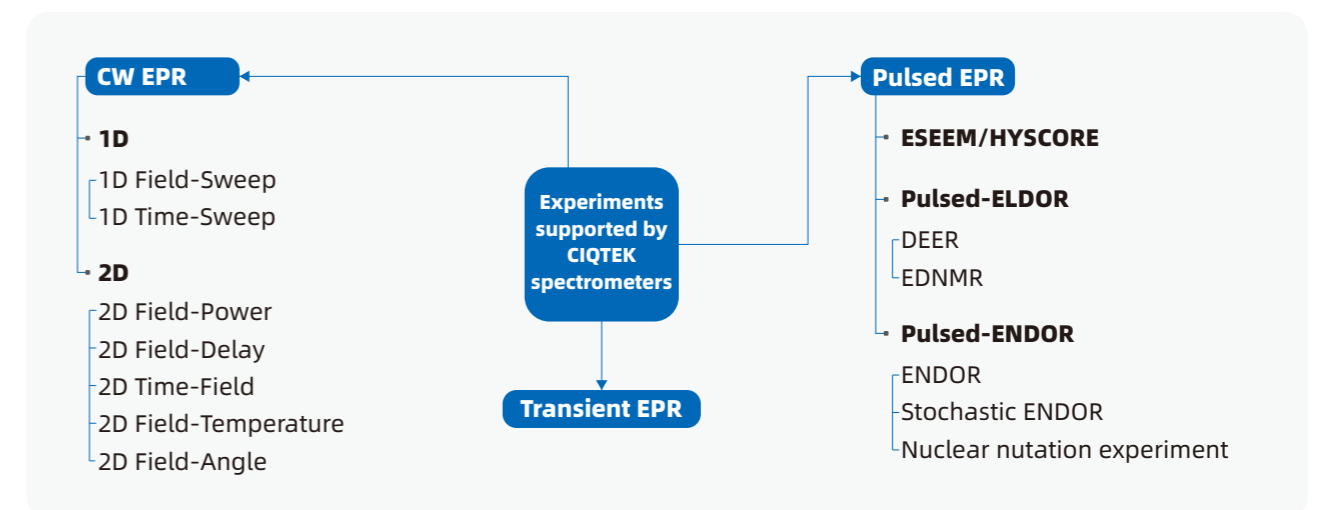 CW EPR
1D
1D Field-Sweep
1D Time-Sweep
2D
2D Field-Power
2D Field-Delay
2D Time-Field
2D Field-Temperature
2D Field-Angle
Experiments
supported by
CIQTEK
spectrometers
Transient EPR
Pulsed EPR
ESEEM/HYSCORE
Pulsed-ELDOR
DEER
EDNMR
Pulsed-ENDOR
ENDOR
Stochastic ENDOR
Nuclear nutation experiment